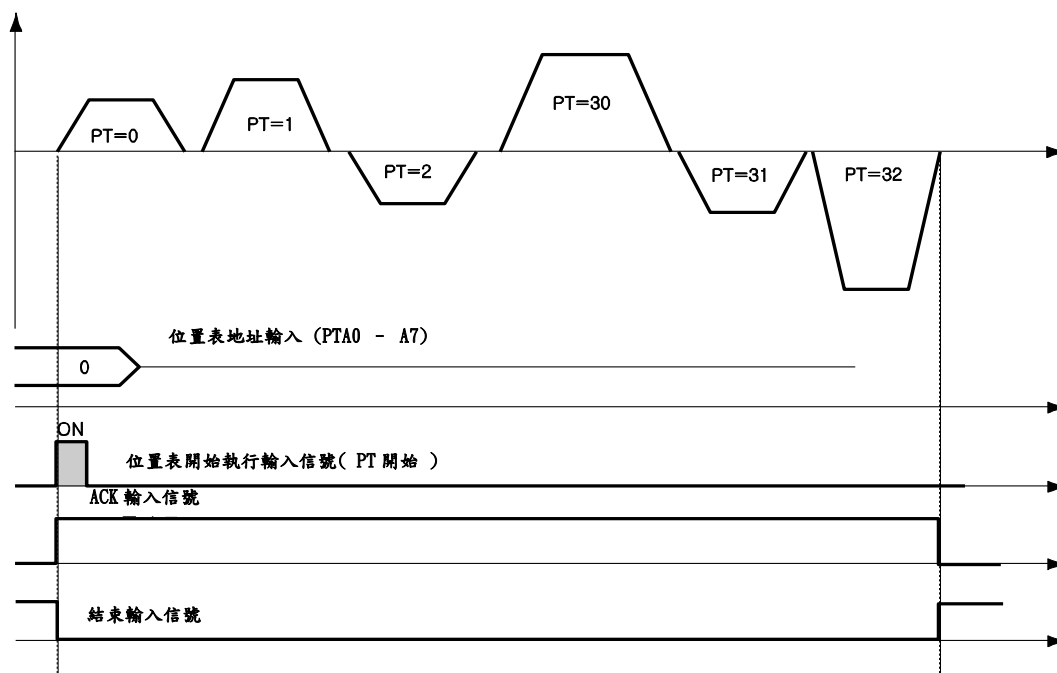 PT=0
PT=1
PT=2
PT=30
PT=31
PT=32
位置表地址輸入 (PTA0 - A7)
0
ON
位置表開始執行輸入信號( PT 開始 )
ACK 輸入信號
結束輸入信號